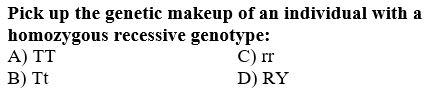 Pick up the genetic makeup of an individual with a
homozygous recessive genotype:
A) TT C) rr
B) Tt D) RY